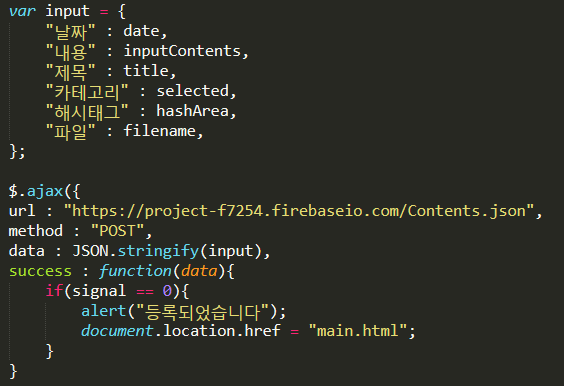 var input = {
    "날짜" : date,
    "내용" : inputContents,
    "제목" : title,
    "카테고리" : selected,
    "해시태그" : hashArea,
    "파일" : filename,
};

$.ajax({
url : "https://project-f7254.firebaseio.com/Contents.json",
method : "POST",
data : JSON.stringify(input),
success : function(data){
    if(signal == 0){
        alert("등록되었습니다");
        document.location.href = "main.html";
    }
}